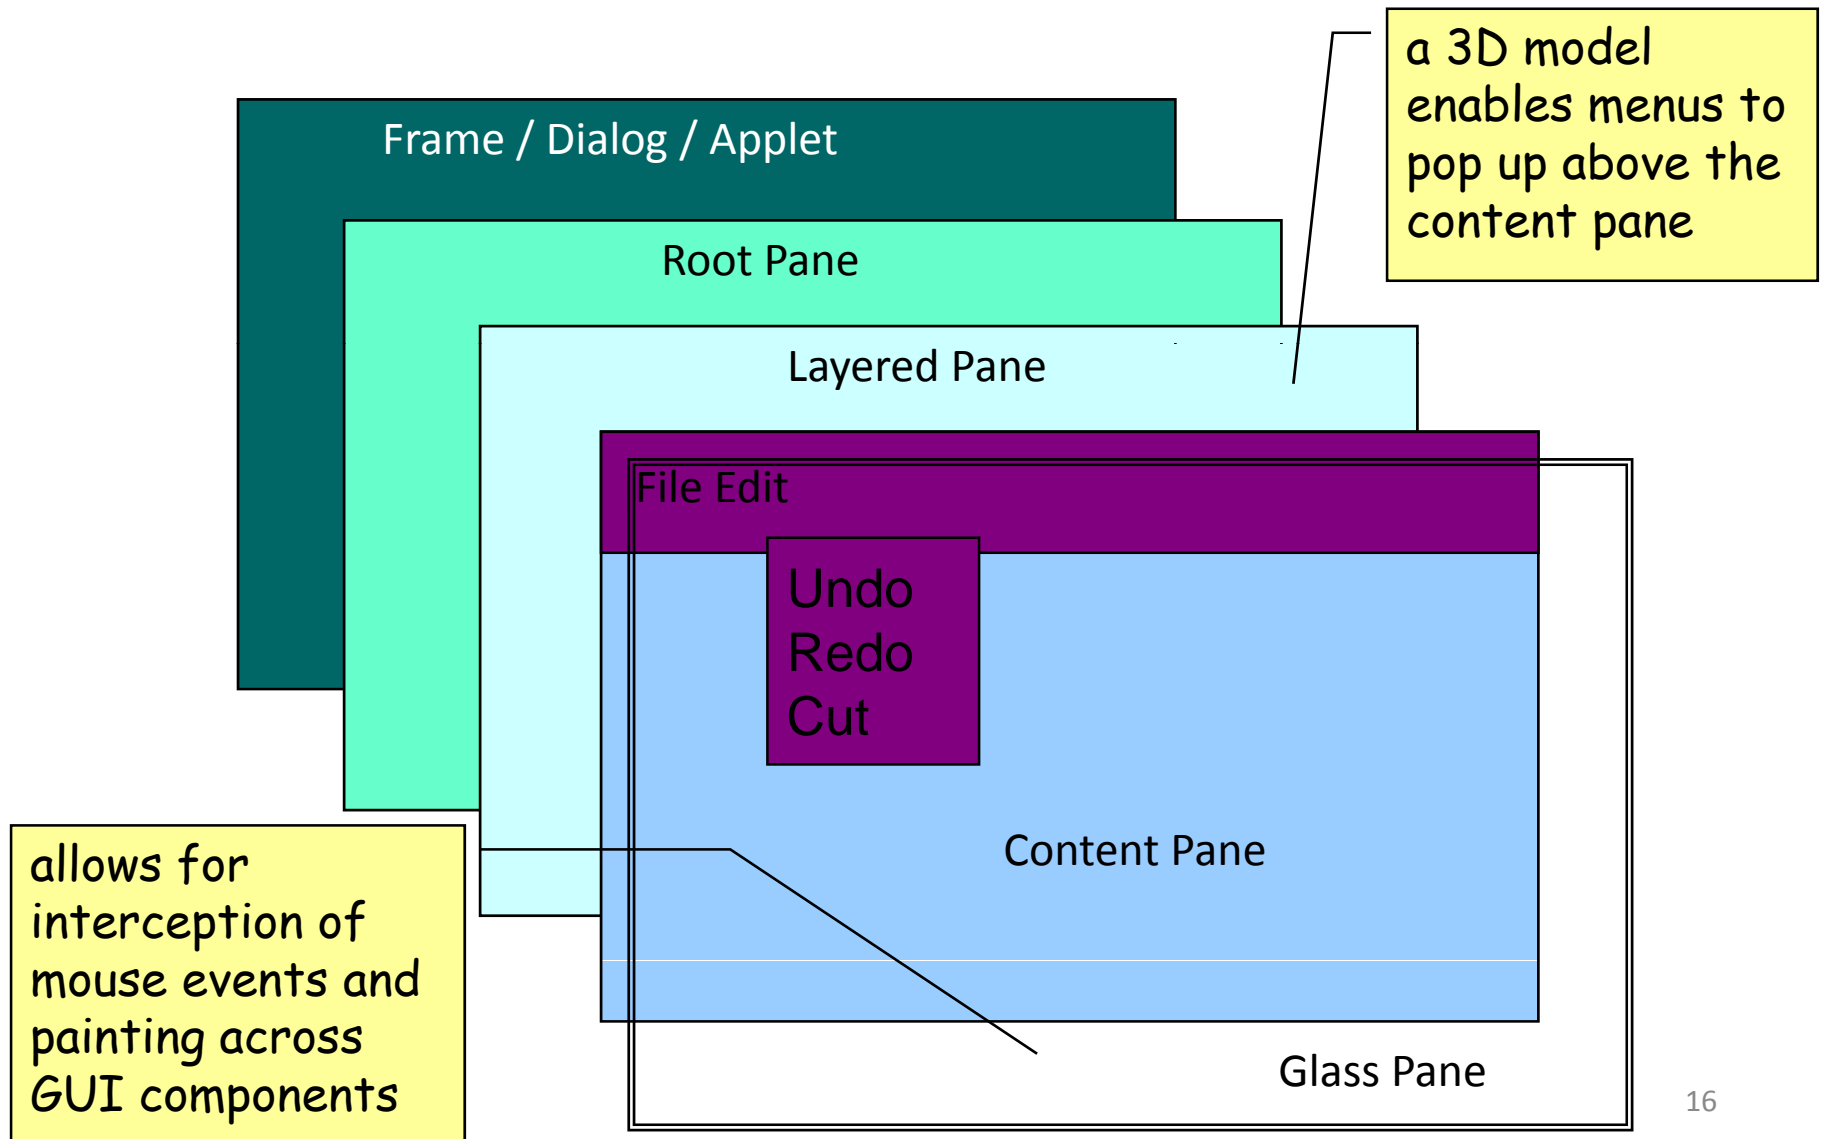 a 3D model
enables menus to
pop up above the
content pane
Frame / Dialog / Applet
Root Pane
Layered Pane
File Edit
Undo
Redo
Cut
Content Pane
allows for
interception of
mouse events and
painting across
GUI components
Glass Pane
16